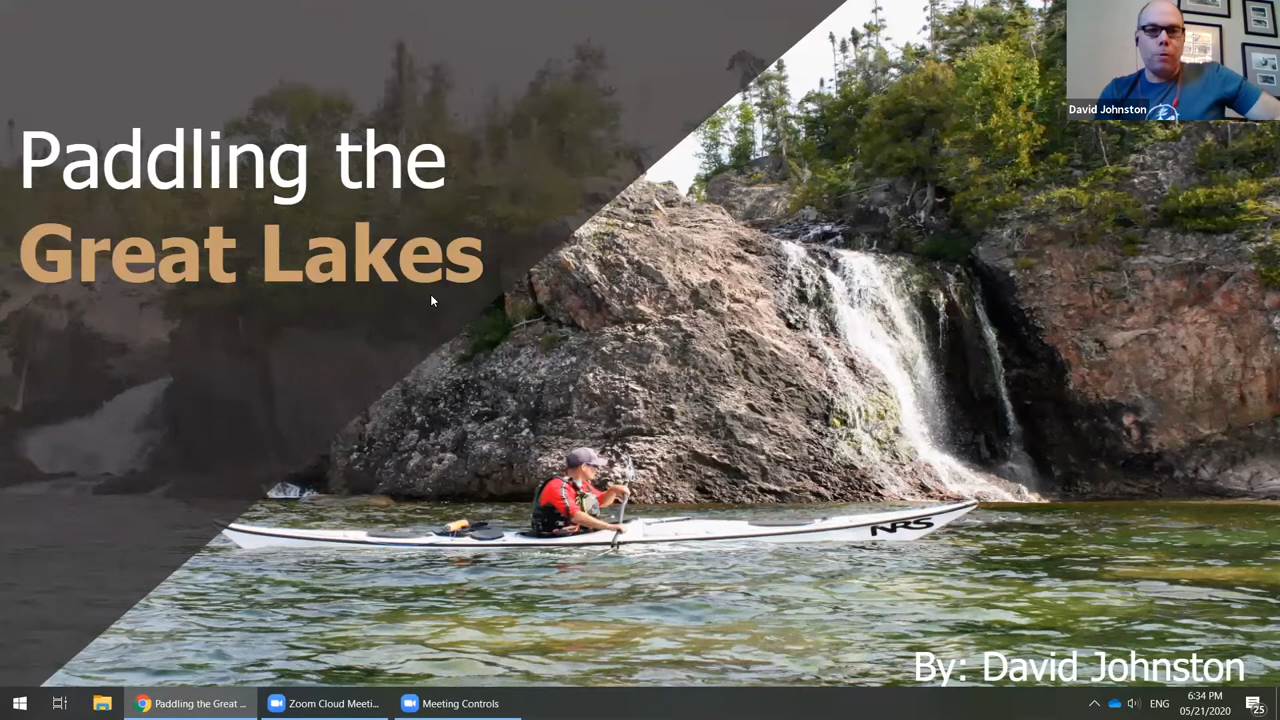 Paddling the
Great Lakes
David Johnston
NRS
By: David Johnston
Paddling the Great ...
Zoom Cloud Meeti...
Meeting Controls
ENG
6:34 PM
05/21/2020
25